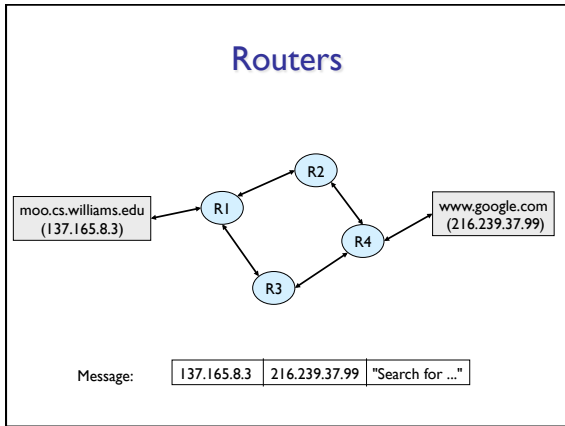 Routers
R2
moo.cs.williams.edu
(137.165.8.3)
R1
www.google.com
(216.239.37.99)
R4
R3
Message: 137.165.8.3 216.239.37.99 "Search for ..."